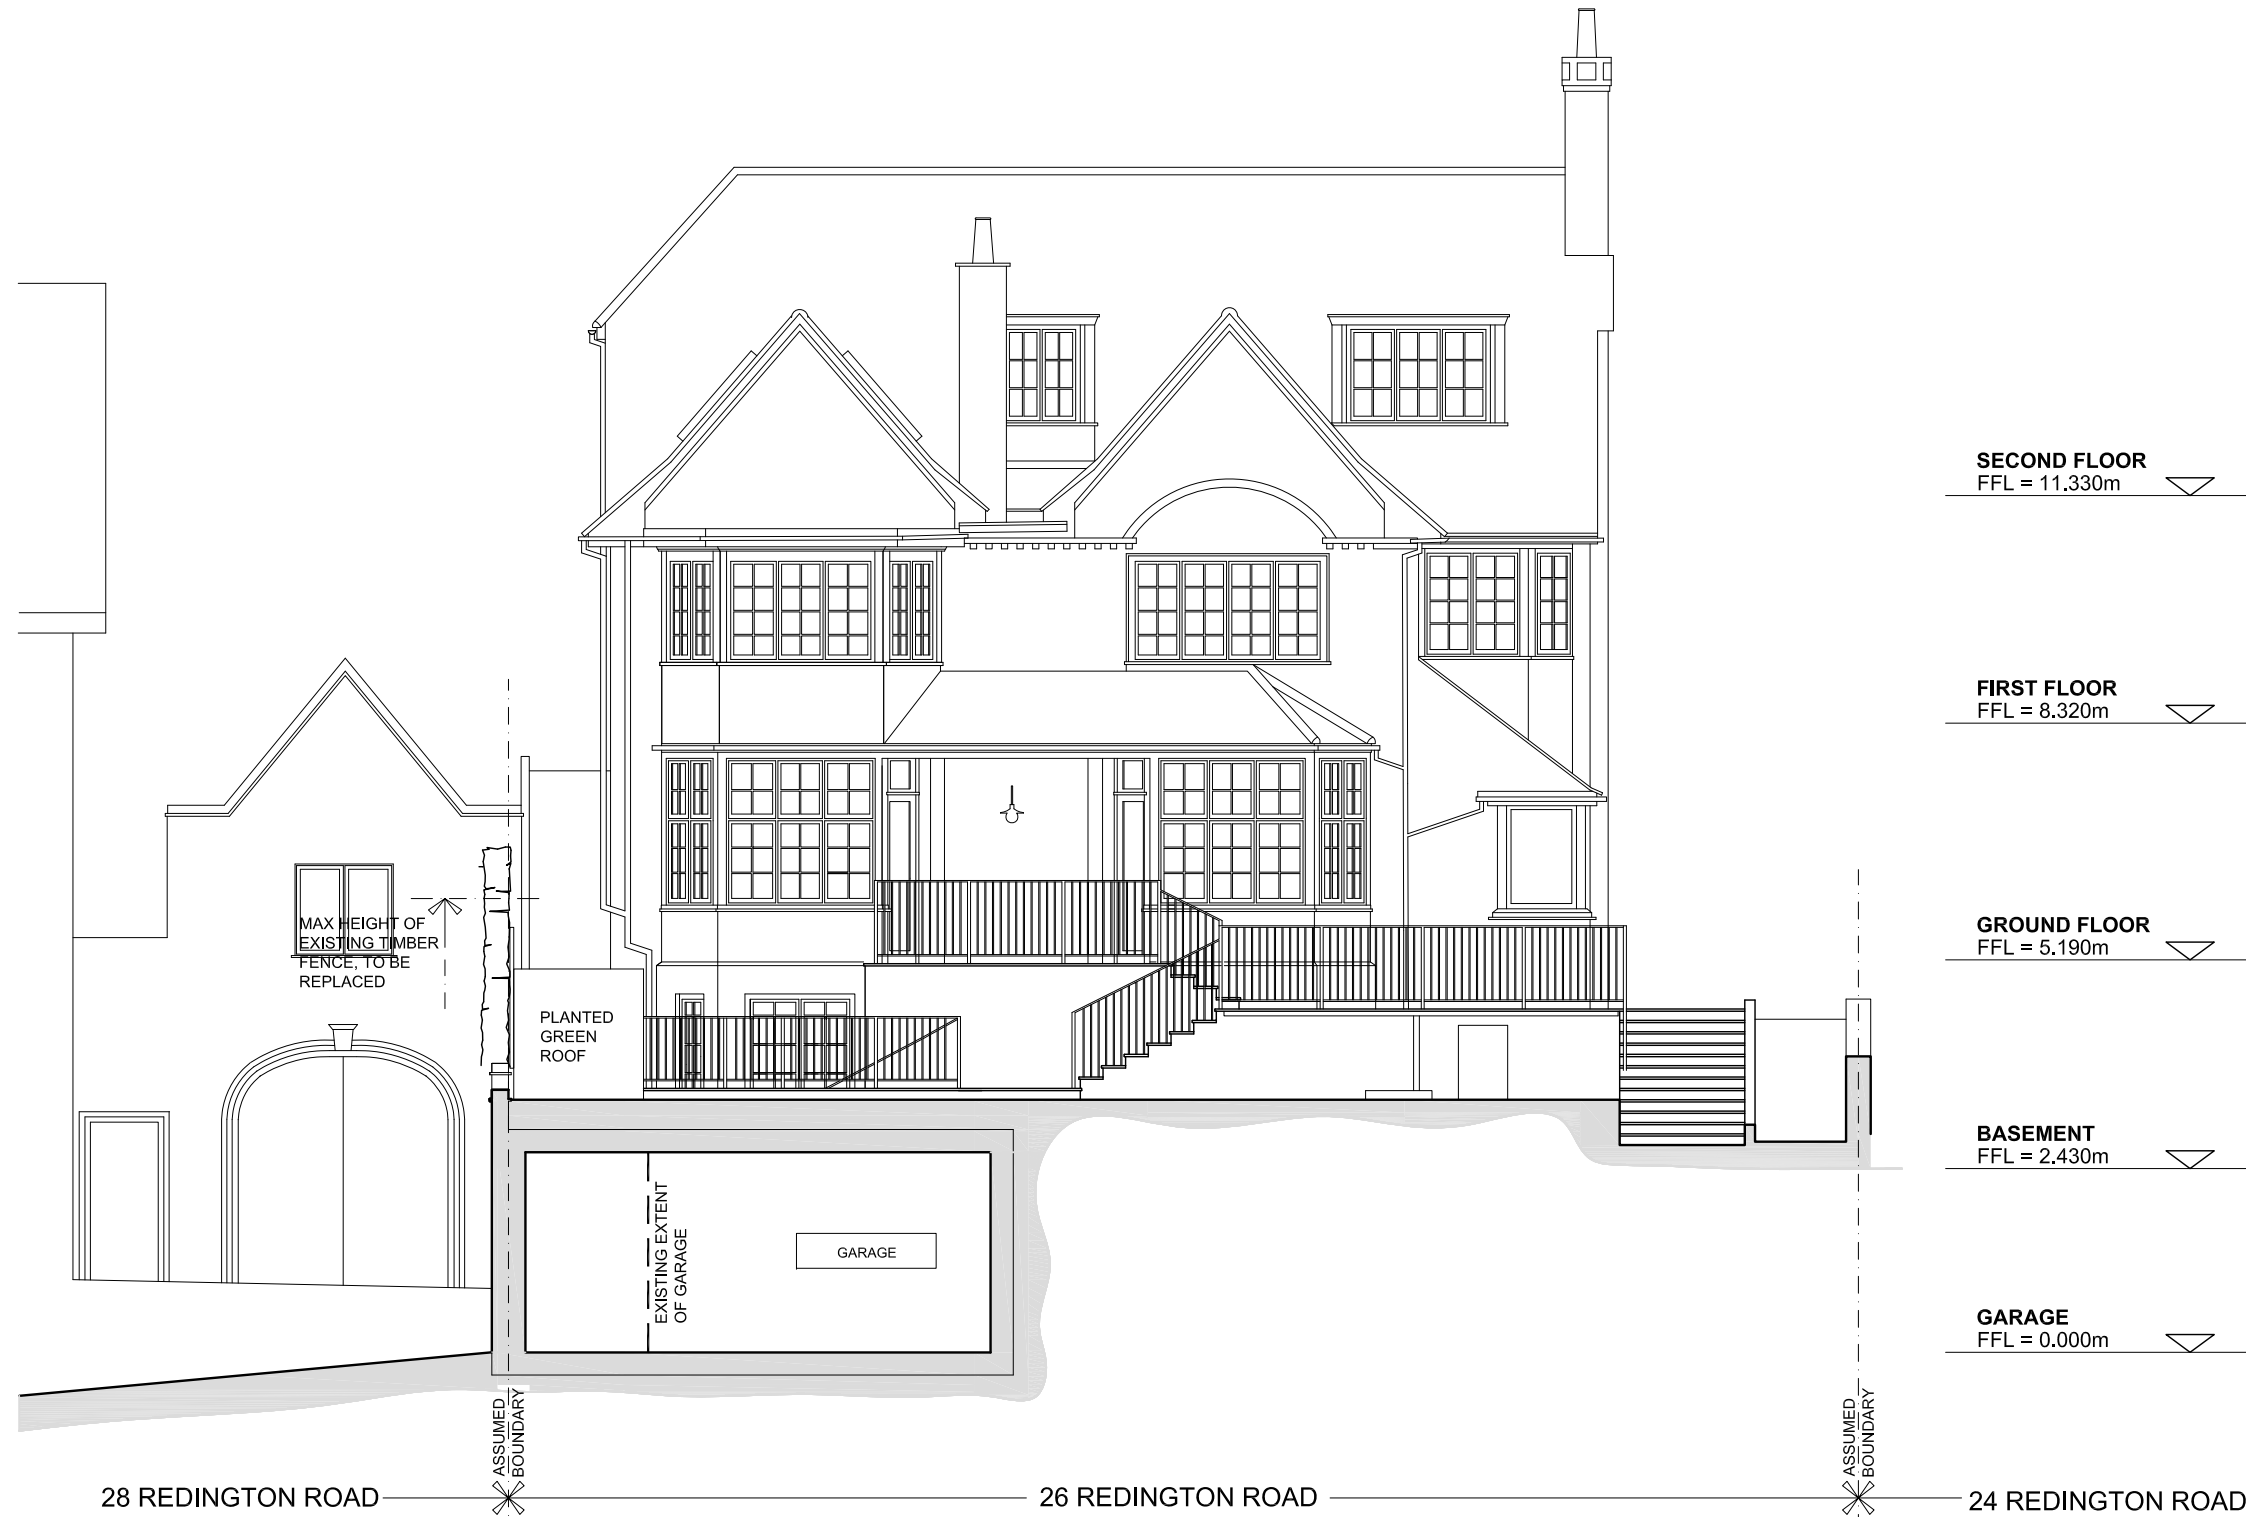 SECOND FLOOR
FFL = 11.330m
FIRST FLOOR
FFL = 8.320m
MAX HEIGHT OF
EXISTING TIMBER
FENCE, TO BE
REPLACED
GROUND FLOOR
FFL = 5.190m
PLANTED
GREEN
ROOF
BASEMENT
FFL = 2.430m
EXISTING EXTENT
OF GARAGE
GARAGE
GARAGE
FFL = 0.000m
ASSUMED
BOUNDARY
ASSUMED
BOUNDARY
28 REDINGTON ROAD
26 REDINGTON ROAD
24 REDINGTON ROAD